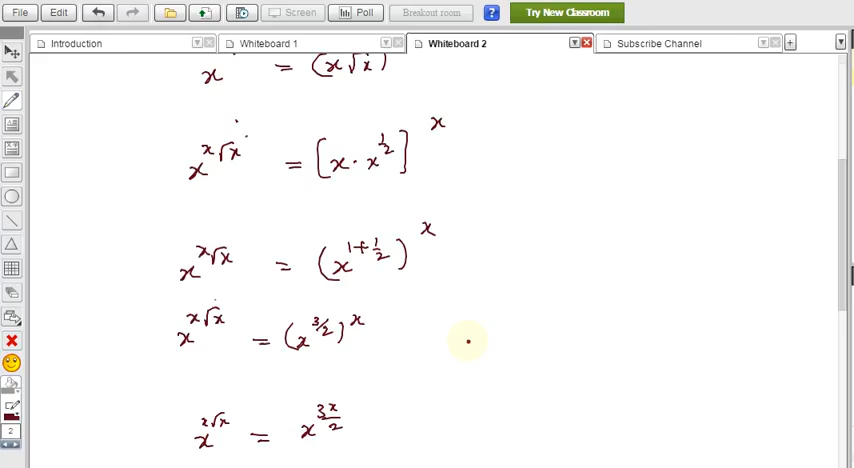 File Edit Screen Poll Breakout room ? Try New Classroom
Introduction Whiteboard 1 Whiteboard 2 Subscribe Channel +
x = (x√x)
x^{x√x} = [x · x^{1/2}]^x
x^{x√x} = (x^{1+1/2})^x
x^{x√x} = (x^{3/2})^x
x^{x√x} = x^{3x/2}
2